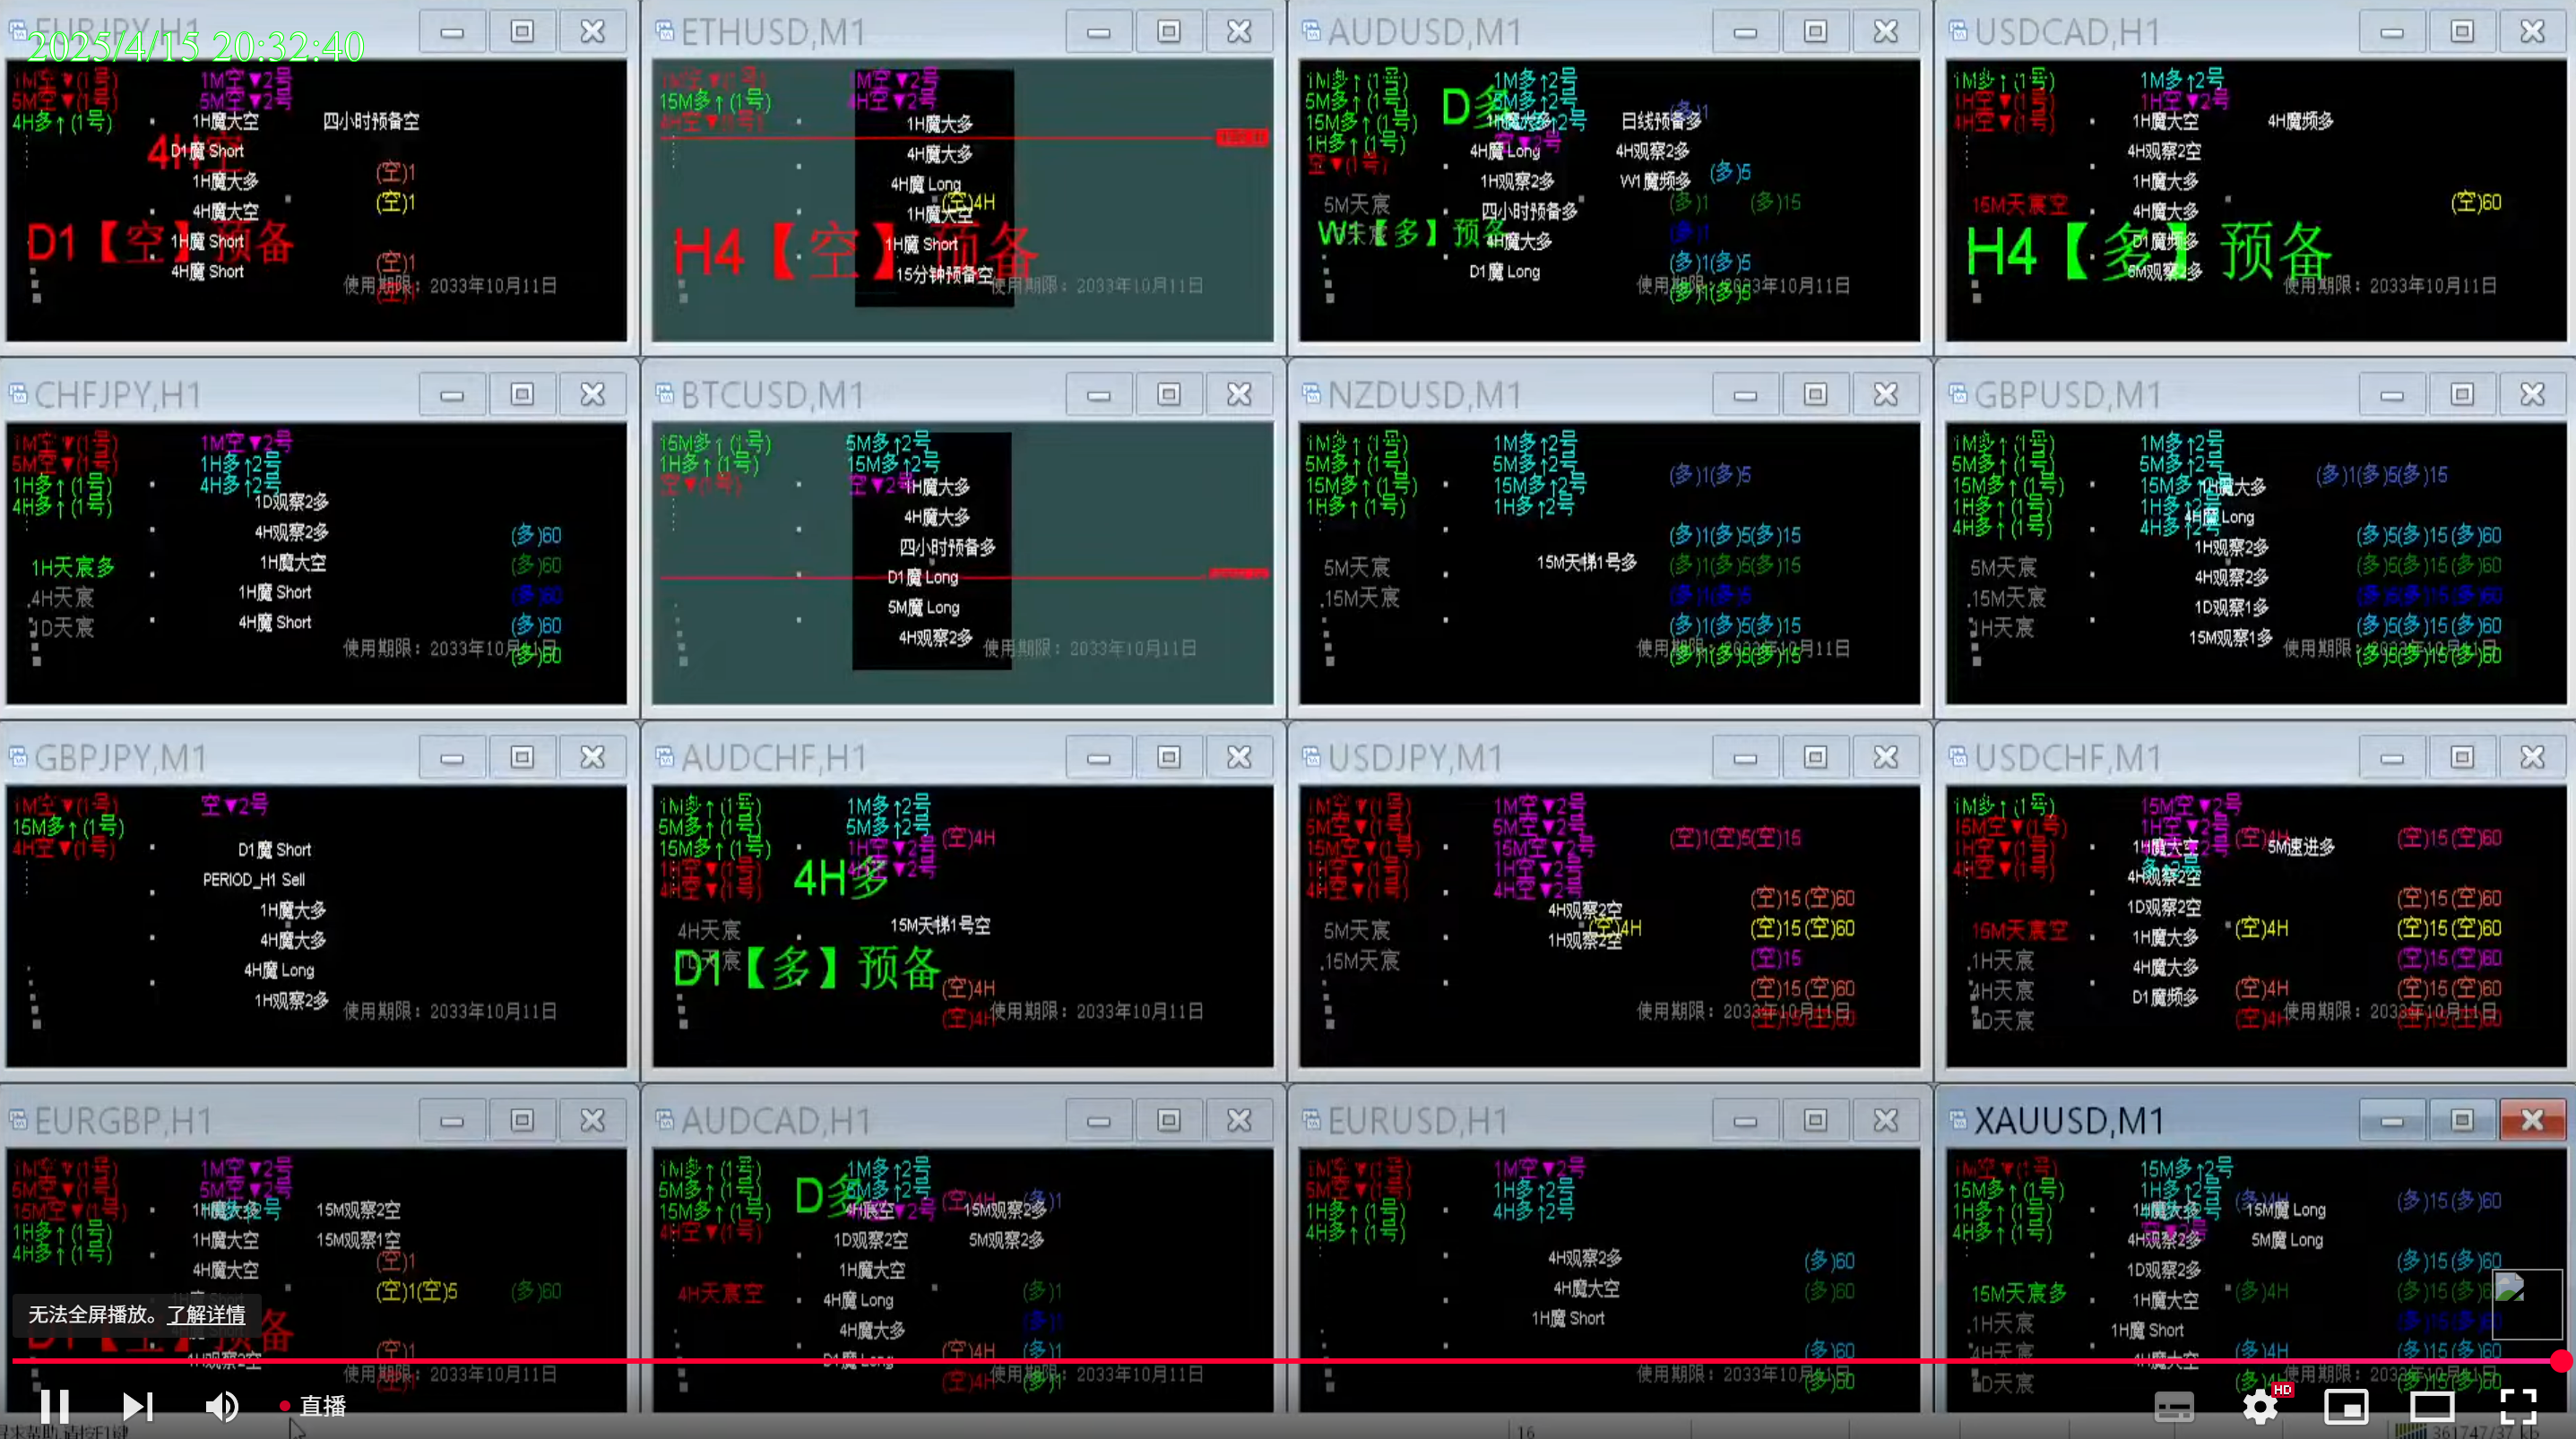 2025/4/15 20:32:40
EURJPY,H1
1M空▼(1号)
5M空▼(1号)
4H多↑(1号)
1M空▼2号
5M空▼2号
1H魔大空
四小时预备空
4H空
D1魔 Short
1H魔大多
4H魔大空
1H魔 Short
4H魔 Short
(空)1
(空)1
(空)1
D1【空】预备
使用期限: 2033年10月11日
ETHUSD,M1
15M多↑(1号)
4H空▼(1号)
1M空▼2号
4H空▼2号
1H魔大多
4H魔大多
4H魔 Long
(空)4H
1H魔大空
1H魔 Short
15分钟预备空
H4【空】预备
使用期限: 2033年10月11日
AUDUSD,M1
1M多↑(1号)
5M多↑(1号)
15M多↑(1号)
1H多↑(1号)
空▼(1号)
D多
1M多↑2号
5M多↑2号
日线预备多
4H魔 Long
4H观察2多
1H观察2多
W1魔频多
(多)5
四小时预备多
(多)1
(多)15
5M天宸
W1【多】预备
4H魔大多
D1魔 Long
(多)1(多)5
(多)1(多)5
使用期限: 2033年10月11日
USDCAD,H1
1M多↑(1号)
1H空▼(1号)
4H空▼(1号)
1M多↑2号
1H空▼2号
1H魔大空
4H魔频多
4H观察2空
1H魔大多
4H魔大多
D1魔频多
5M观察2多
15M天宸空
(空)60
H4【多】预备
使用期限: 2033年10月11日
CHFJPY,H1
1M空▼(1号)
5M空▼(1号)
1H多↑(1号)
4H多↑(1号)
1M空▼2号
1H多↑2号
4H多↑2号
1D观察2多
4H观察2多
1H魔大空
1H魔 Short
4H魔 Short
1H天宸多
4H天宸
1D天宸
(多)60
(多)60
(多)60
(多)60
(多)60
使用期限: 2033年10月11日
BTCUSD,M1
15M多↑(1号)
1H多↑(1号)
空▼(1号)
5M多↑2号
15M多↑2号
空▼2号
1H魔大多
4H魔大多
四小时预备多
D1魔 Long
5M魔 Long
4H观察2多
使用期限: 2033年10月11日
NZDUSD,M1
1M多↑(1号)
5M多↑(1号)
15M多↑(1号)
1H多↑(1号)
1M多↑2号
5M多↑2号
15M多↑2号
1H多↑2号
(多)1(多)5
(多)1(多)5(多)15
15M天梯1号多
(多)1(多)5(多)15
5M天宸
15M天宸
(多)1(多)5
(多)1(多)5(多)15
(多)1(多)5(多)15
使用期限: 2033年10月11日
GBPUSD,M1
1M多↑(1号)
5M多↑(1号)
15M多↑(1号)
1H多↑(1号)
4H多↑(1号)
1M多↑2号
5M多↑2号
15M多↑2号
1H多↑2号
4H多↑2号
1H魔大多
4H魔 Long
1H观察2多
4H观察2多
1D观察1多
15M观察1多
5M天宸
15M天宸
1H天宸
(多)1(多)5(多)15
(多)5(多)15(多)60
(多)5(多)15(多)60
(多)5(多)15(多)60
(多)5(多)15(多)60
(多)5(多)15(多)60
使用期限: 2033年10月11日
GBPJPY,M1
1M空▼(1号)
15M多↑(1号)
4H空▼(1号)
空▼2号
D1魔 Short
PERIOD_H1 Sell
1H魔大多
4H魔大多
4H魔 Long
1H观察2多
使用期限: 2033年10月11日
AUDCHF,H1
1M多↑(1号)
5M多↑(1号)
15M多↑(1号)
1H空▼(1号)
4H空▼(1号)
1M多↑2号
5M多↑2号
1H空▼2号
4H空▼2号
(空)4H
4H多
15M天梯1号空
4H天宸
D1【多】预备
(空)4H
(空)4H
使用期限: 2033年10月11日
USDJPY,M1
1M空▼(1号)
5M空▼(1号)
15M空▼(1号)
1H空▼(1号)
4H空▼(1号)
1M空▼2号
5M空▼2号
15M空▼2号
1H空▼2号
4H空▼2号
4H观察2空
(空)4H
1H观察2空
5M天宸
15M天宸
(空)1(空)5(空)15
(空)15(空)60
(空)15(空)60
(空)15
(空)15(空)60
(空)15(空)60
使用期限: 2033年10月11日
USDCHF,M1
1M多↑(1号)
15M空▼(1号)
1H空▼(1号)
4H空▼(1号)
15M空▼2号
1H空▼2号
多↑2号
1H魔大空
(空)4H
5M速进多
4H观察2空
1D观察2空
1H魔大多
4H魔大多
D1魔频多
15M天宸空
1H天宸
4H天宸
1D天宸
(空)4H
(空)4H
(空)4H
(空)15(空)60
(空)15(空)60
(空)15(空)60
(空)15(空)60
(空)15(空)60
(空)15(空)60
使用期限: 2033年10月11日
EURGBP,H1
1M空▼(1号)
5M空▼(1号)
15M空▼(1号)
1H多↑(1号)
4H多↑(1号)
1M空▼2号
5M空▼2号
1H魔大多
1H魔大空
4H魔大空
15M观察2空
15M观察1空
(空)1
(空)1(空)5
(多)60
(空)1
4H观察2空
使用期限: 2033年10月11日
AUDCAD,H1
1M多↑(1号)
5M多↑(1号)
15M多↑(1号)
4H空▼(1号)
D多
1M多↑2号
5M多↑2号
(空)4H
(多)1
15M观察2多
1D观察2空
5M观察2多
1H魔大空
4H魔 Long
4H魔大多
D1魔 Long
4H天宸空
(多)1
(多)1
(空)4H
(多)1
(空)4H
(多)1
使用期限: 2033年10月11日
EURUSD,H1
1M空▼(1号)
5M空▼(1号)
1H多↑(1号)
4H多↑(1号)
1M空▼2号
1H多↑2号
4H多↑2号
4H观察2多
4H魔大空
1H魔 Short
(多)60
(多)60
(多)60
(多)60
使用期限: 2033年10月11日
XAUUSD,M1
1M空▼(1号)
15M多↑(1号)
1H多↑(1号)
4H多↑(1号)
15M多↑2号
1H多↑2号
空▼2号
1H魔大多
(多)4H
15M魔 Long
4H观察2多
5M魔 Long
1D观察2多
1H魔大空
1H魔 Short
4H魔大空
15M天宸多
1H天宸
4H天宸
1D天宸
(多)4H
(多)4H
(多)15(多)60
(多)15(多)60
(多)15(多)60
使用期限: 2033年10月11日
无法全屏播放。了解详情
直播
HD
16